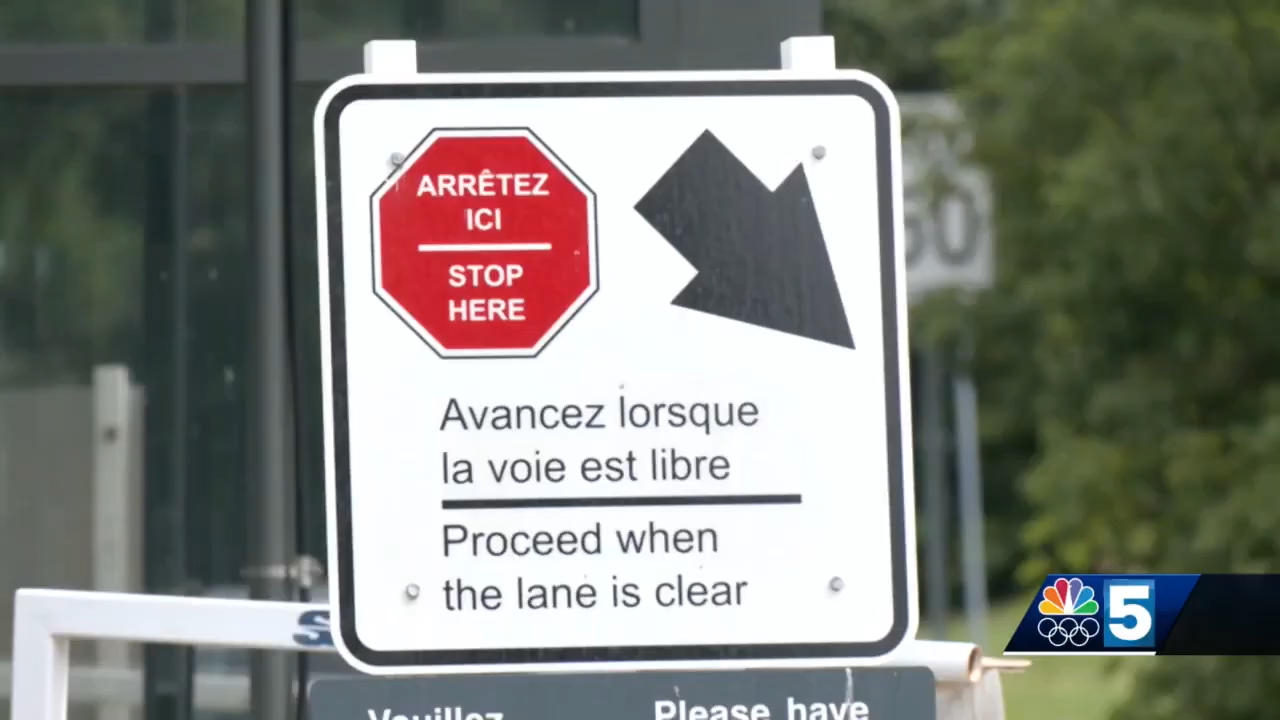 ARRÊTEZ
ICI
STOP
HERE
Avancez lorsque
la voie est libre
Proceed when
the lane is clear
Please have
5